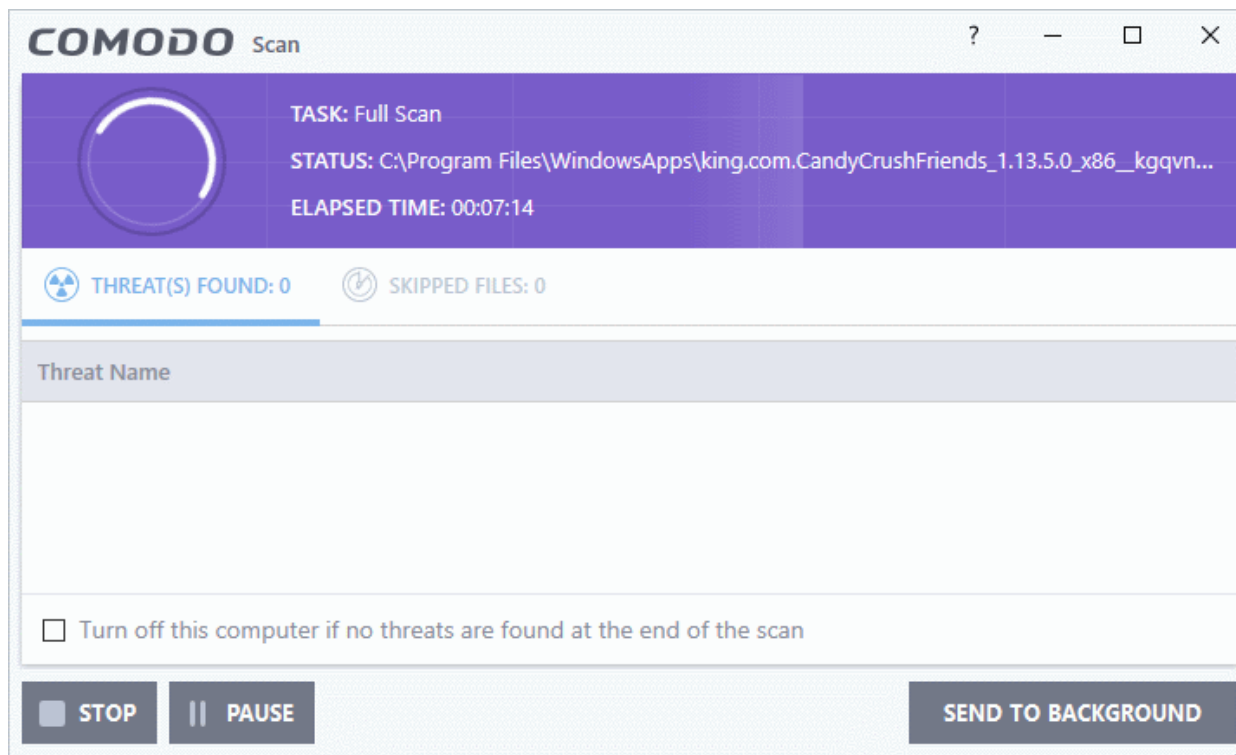 COMODO Scan ?
TASK: Full Scan
STATUS: C:\Program Files\WindowsApps\king.com.CandyCrushFriends_1.13.5.0_x86__kgqvn...
ELAPSED TIME: 00:07:14
THREAT(S) FOUND: 0 SKIPPED FILES: 0
Threat Name
Turn off this computer if no threats are found at the end of the scan
STOP PAUSE SEND TO BACKGROUND